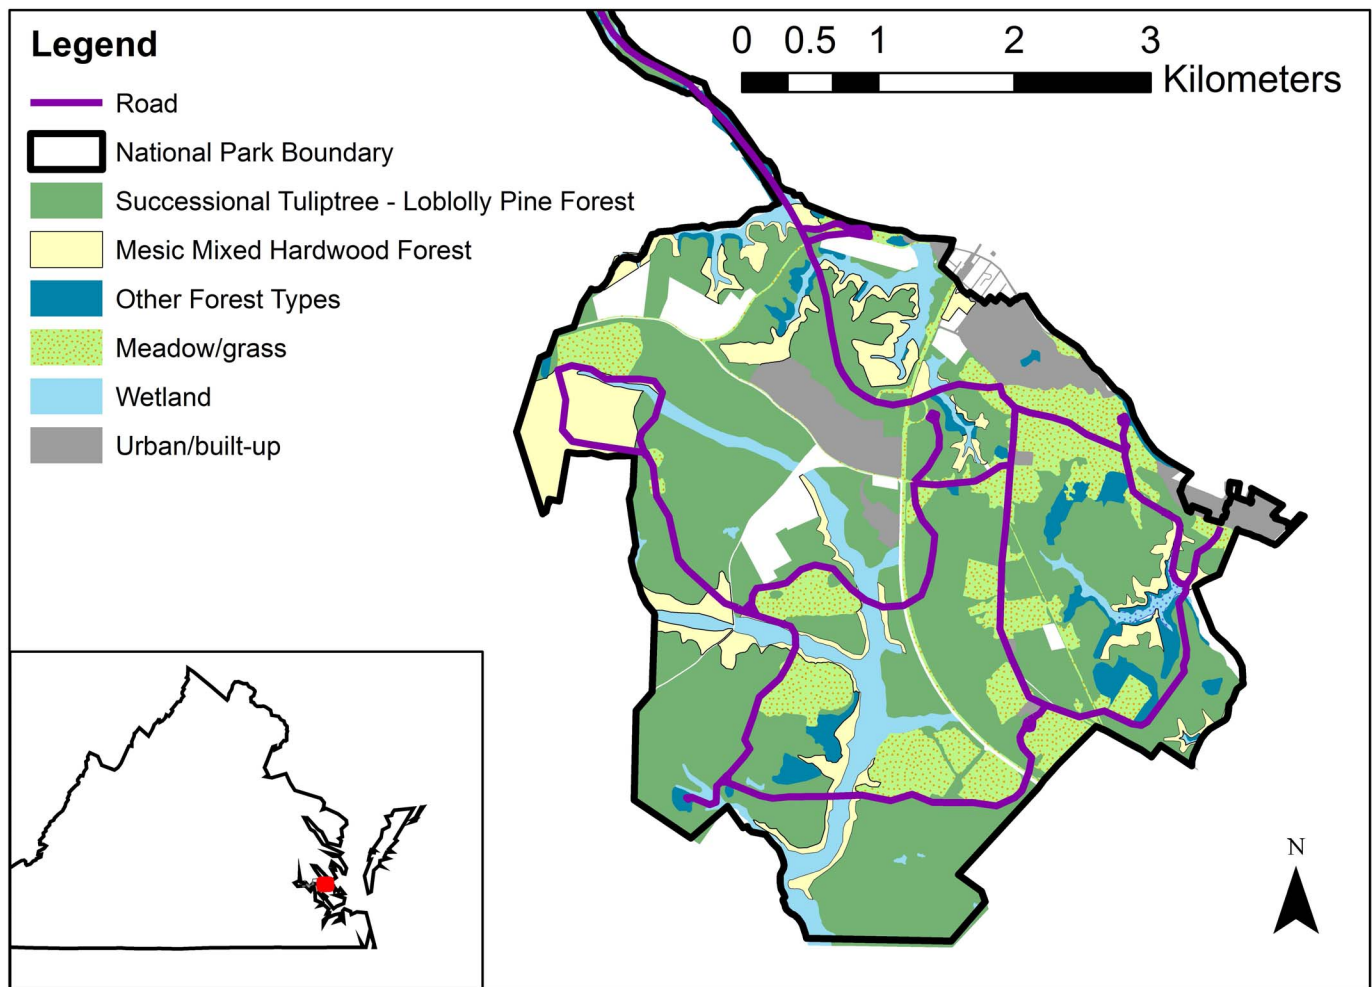 Legend
Road
National Park Boundary
Successional Tuliptree - Loblolly Pine Forest
Mesic Mixed Hardwood Forest
Other Forest Types
Meadow/grass
Wetland
Urban/built-up
0 0.5 1 2 3
Kilometers
N